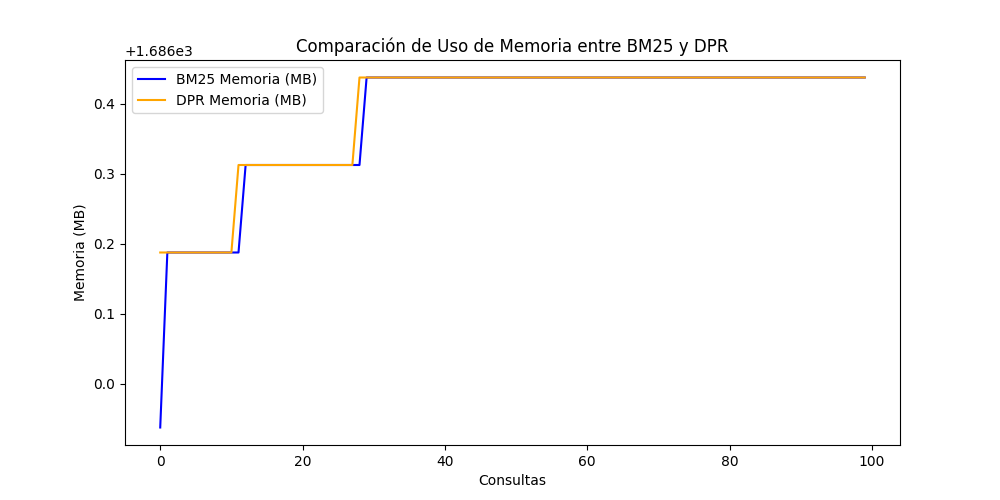 Comparación de Uso de Memoria entre BM25 y DPR
+1.686e3
BM25 Memoria (MB)
DPR Memoria (MB)
0.4
0.3
0.2
0.1
0.0
Memoria (MB)
0 20 40 60 80 100
Consultas